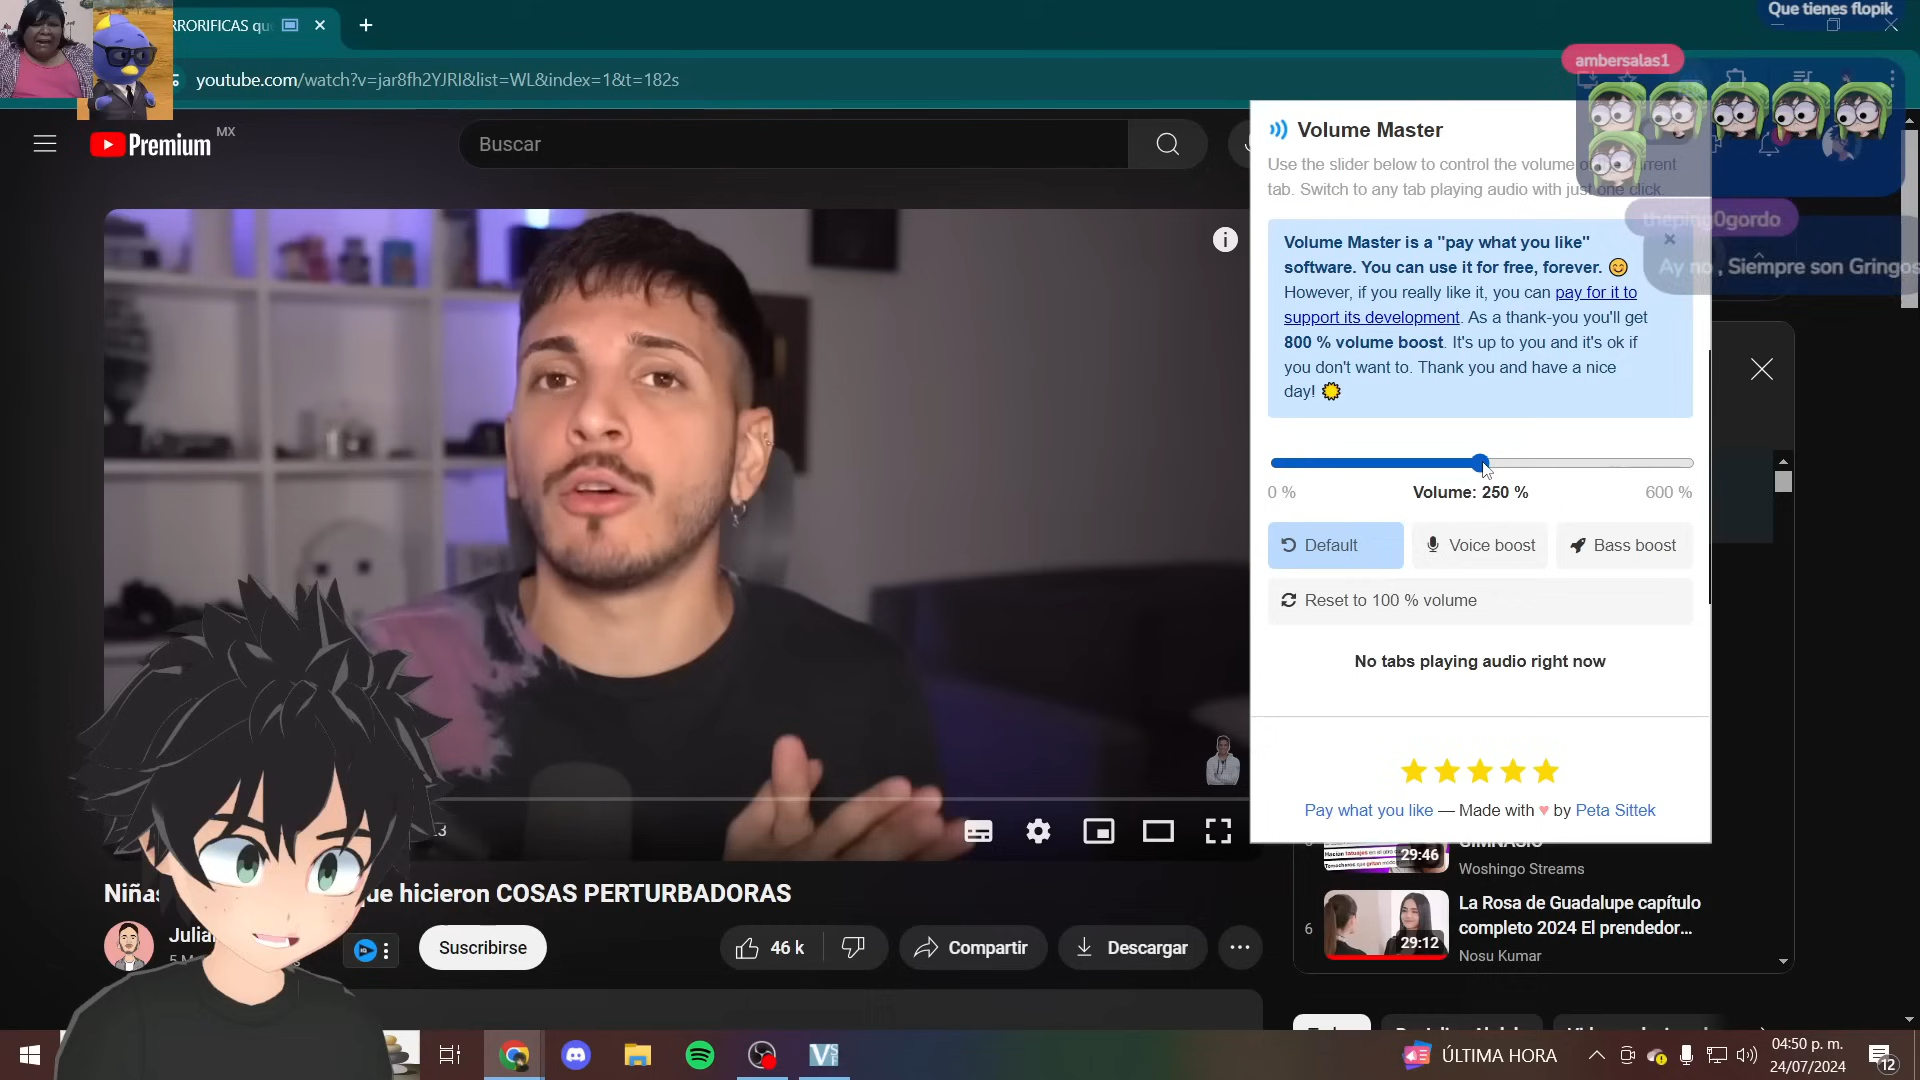 RRORIFICAS qu
Que tienes flopik
youtube.com/watch?v=jar8fh2YJRI&list=WL&index=1&t=182s
ambersalas1
Premium
MX
Buscar
Volume Master
Use the slider below to control the volume of the current
tab. Switch to any tab playing audio with just one click.
theping0gordo
Ay no , Siempre son Gringos
Volume Master is a "pay what you like"
software. You can use it for free, forever. 😊
However, if you really like it, you can pay for it to
support its development. As a thank-you you'll get
800 % volume boost. It's up to you and it's ok if
you don't want to. Thank you and have a nice
day!
0 %
Volume: 250 %
600 %
Default
Voice boost
Bass boost
Reset to 100 % volume
No tabs playing audio right now
Pay what you like — Made with ♥ by Peta Sittek
29:46
Woshingo Streams
6
29:12
La Rosa de Guadalupe capítulo
completo 2024 El prendedor...
Nosu Kumar
Niñas
ue hicieron COSAS PERTURBADORAS
Suscribirse
46 k
Compartir
Descargar
ÚLTIMA HORA
04:50 p. m.
24/07/2024
12